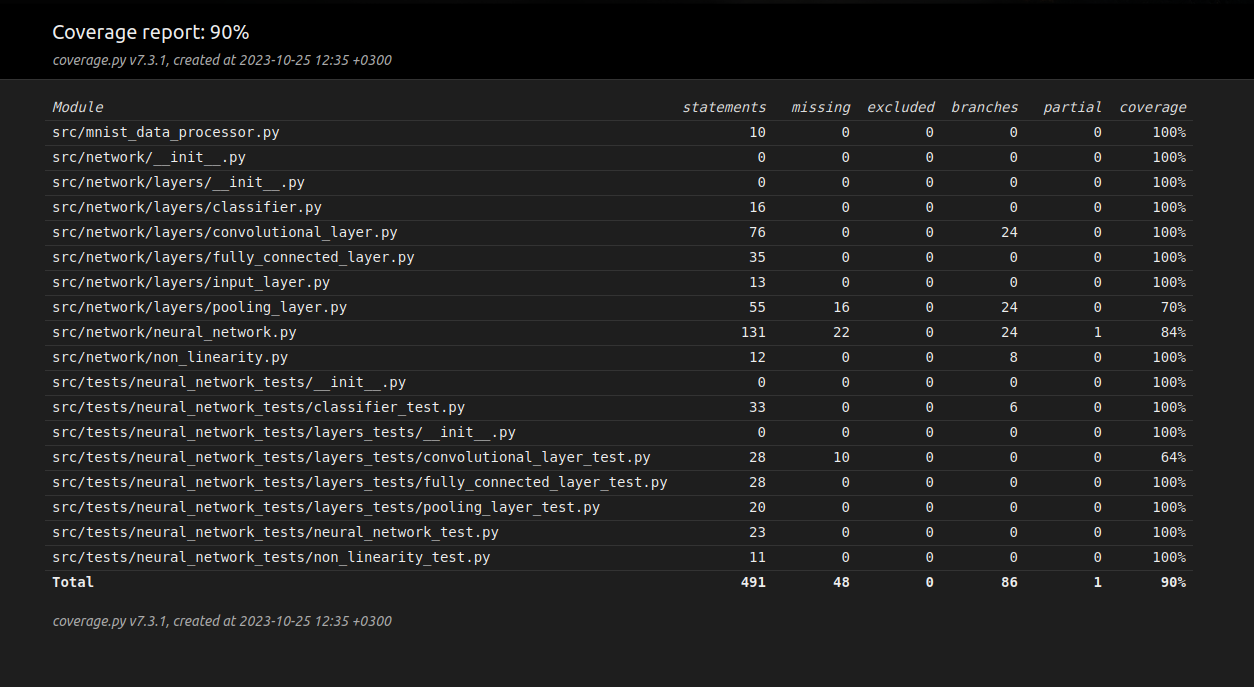 Coverage report: 90%
coverage.py v7.3.1, created at 2023-10-25 12:35 +0300
Module statements missing excluded branches partial coverage
src/mnist_data_processor.py 10 0 0 0 0 100%
src/network/__init__.py 0 0 0 0 0 100%
src/network/layers/__init__.py 0 0 0 0 0 100%
src/network/layers/classifier.py 16 0 0 0 0 100%
src/network/layers/convolutional_layer.py 76 0 0 24 0 100%
src/network/layers/fully_connected_layer.py 35 0 0 0 0 100%
src/network/layers/input_layer.py 13 0 0 0 0 100%
src/network/layers/pooling_layer.py 55 16 0 24 0 70%
src/network/neural_network.py 131 22 0 24 1 84%
src/network/non_linearity.py 12 0 0 8 0 100%
src/tests/neural_network_tests/__init__.py 0 0 0 0 0 100%
src/tests/neural_network_tests/classifier_test.py 33 0 0 6 0 100%
src/tests/neural_network_tests/layers_tests/__init__.py 0 0 0 0 0 100%
src/tests/neural_network_tests/layers_tests/convolutional_layer_test.py 28 10 0 0 0 64%
src/tests/neural_network_tests/layers_tests/fully_connected_layer_test.py 28 0 0 0 0 100%
src/tests/neural_network_tests/layers_tests/pooling_layer_test.py 20 0 0 0 0 100%
src/tests/neural_network_tests/neural_network_test.py 23 0 0 0 0 100%
src/tests/neural_network_tests/non_linearity_test.py 11 0 0 0 0 100%
Total 491 48 0 86 1 90%
coverage.py v7.3.1, created at 2023-10-25 12:35 +0300